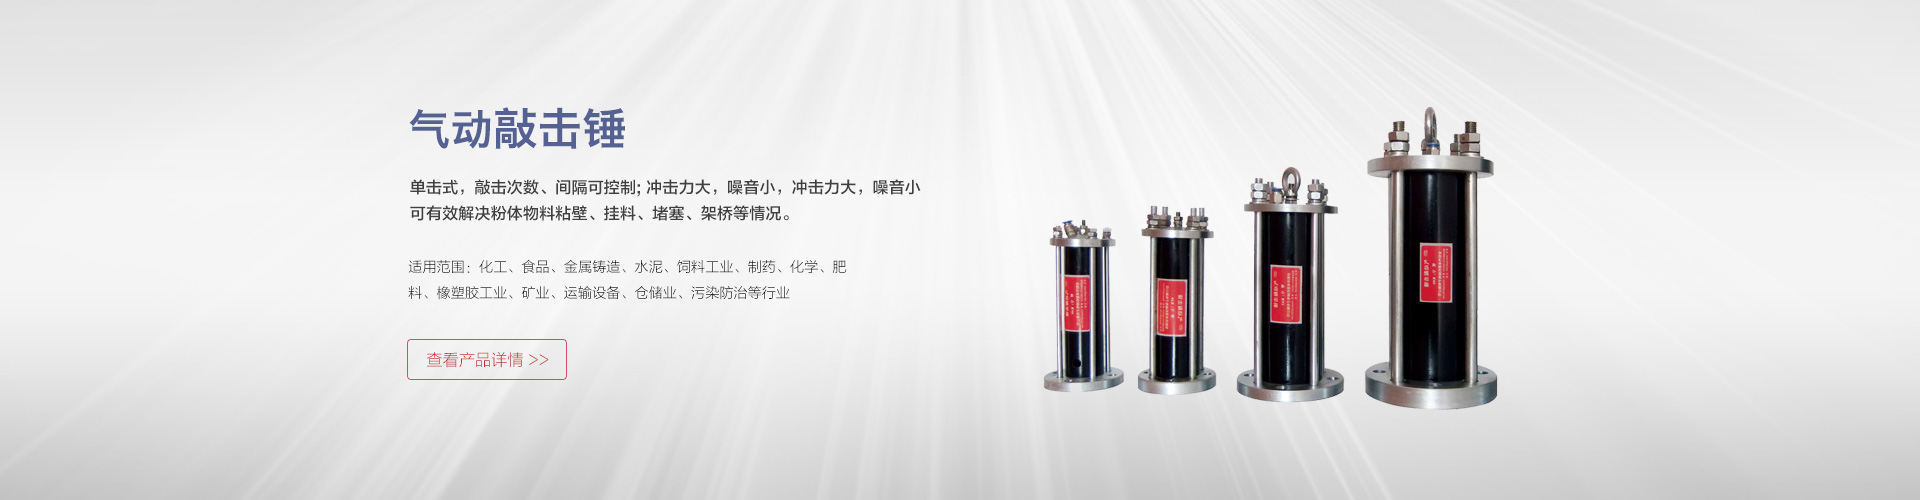 气动敲击锤
单击式，敲击次数、间隔可控制; 冲击力大，噪音小，冲击力大，噪音小
可有效解决粉体物料粘壁、挂料、堵塞、架桥等情况。
适用范围：化工、食品、金属铸造、水泥、饲料工业、制药、化学、肥
料、橡塑胶工业、矿业、运输设备、仓储业、污染防治等行业
查看产品详情 >>